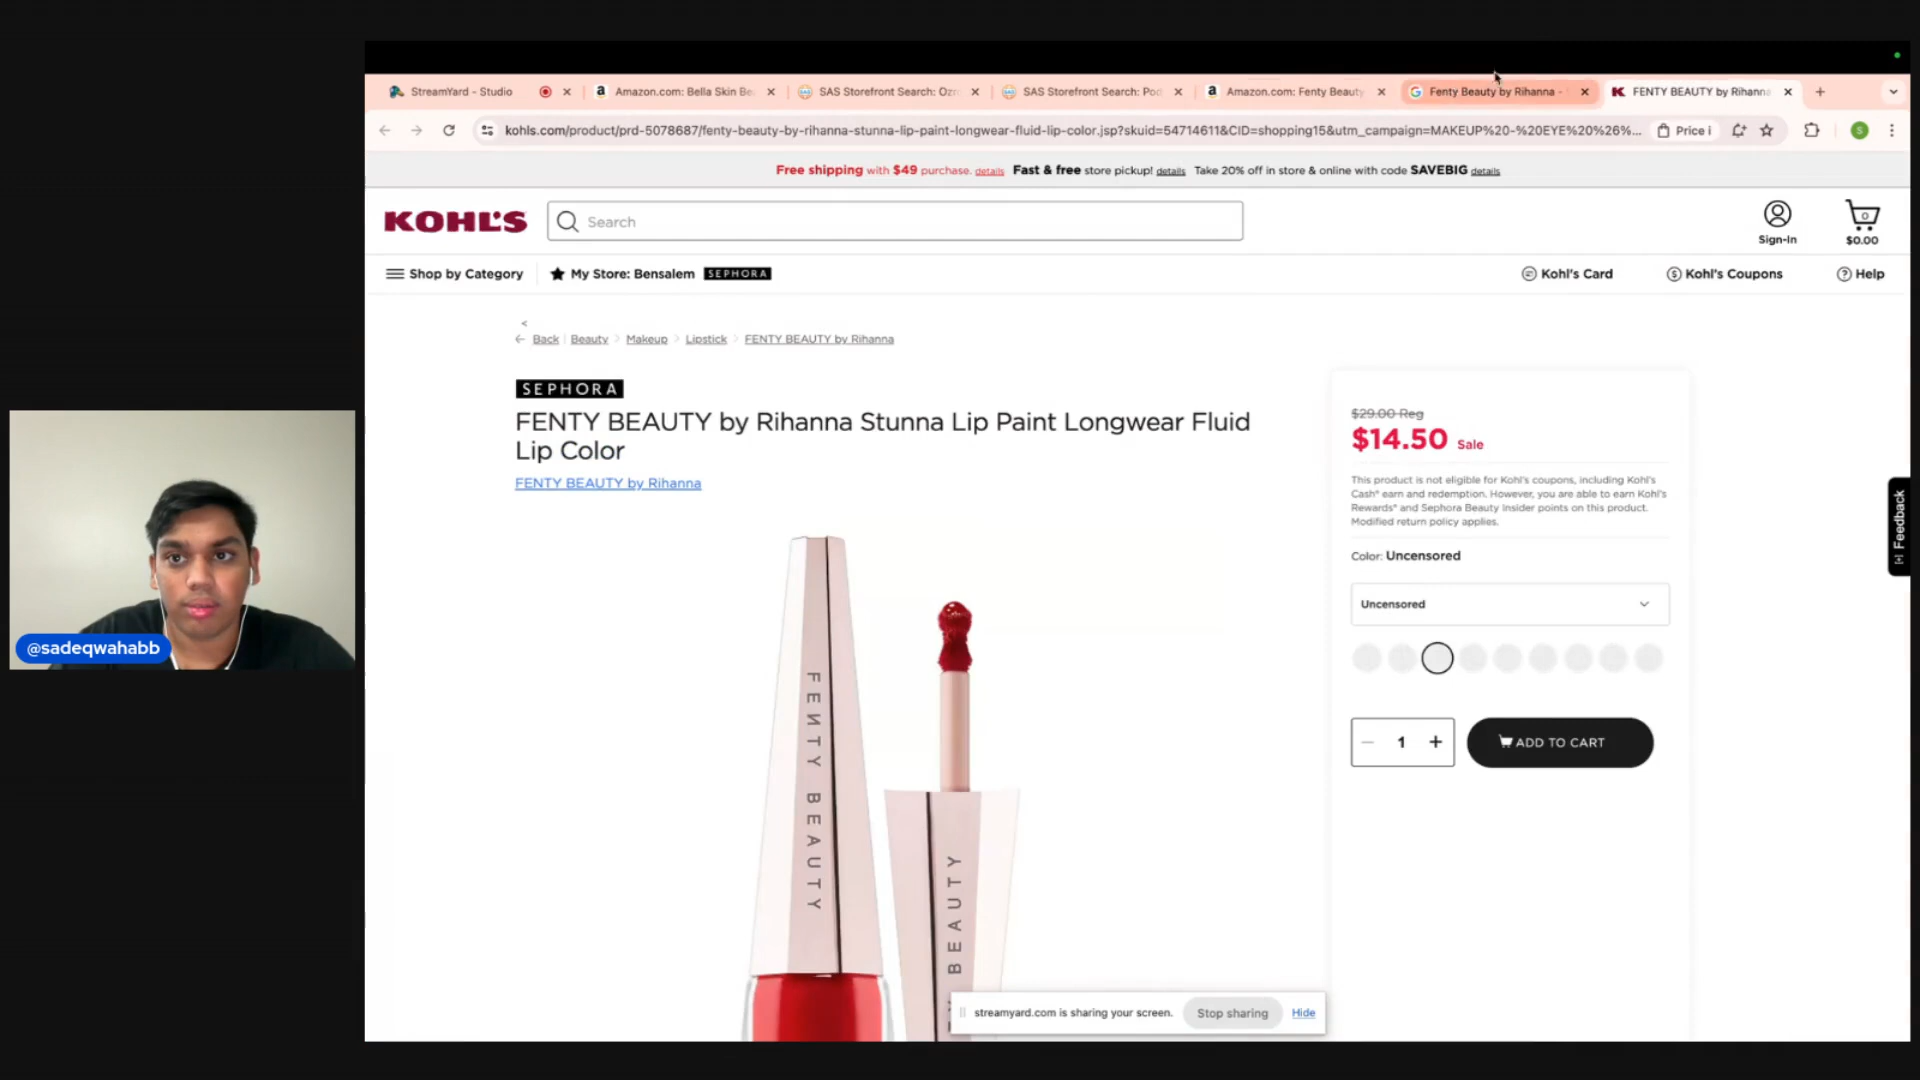 StreamYard - Studio
Amazon.com: Bella Skin Be
SAS Storefront Search: Ozr
SAS Storefront Search: Pod
Amazon.com: Fenty Beauty
Fenty Beauty by Rihanna -
FENTY BEAUTY by Rihanna
kohls.com/product/prd-5078687/fenty-beauty-by-rihanna-stunna-lip-paint-longwear-fluid-lip-color.jsp?skuid=54714611&CID=shopping15&utm_campaign=MAKEUP%20-%20EYE%20%26%...
Price i
S
Free shipping with $49 purchase. details Fast & free store pickup! details Take 20% off in store & online with code SAVEBIG details
KOHL'S
Search
Sign-In
0
$0.00
Shop by Category
My Store: Bensalem SEPHORA
Kohl's Card
Kohl's Coupons
Help
<
Back Beauty > Makeup > Lipstick > FENTY BEAUTY by Rihanna
SEPHORA
FENTY BEAUTY by Rihanna Stunna Lip Paint Longwear Fluid
Lip Color
FENTY BEAUTY by Rihanna
$29.00 Reg
$14.50 Sale
This product is not eligible for Kohl's coupons, including Kohl's
Cash® earn and redemption. However, you are able to earn Kohl's
Rewards® and Sephora Beauty Insider points on this product.
Modified return policy applies.
Color: Uncensored
Uncensored
1
ADD TO CART
[+] Feedback
FENTY BEAUTY
BEAUTY
@sadeqwahabb
streamyard.com is sharing your screen.
Stop sharing
Hide